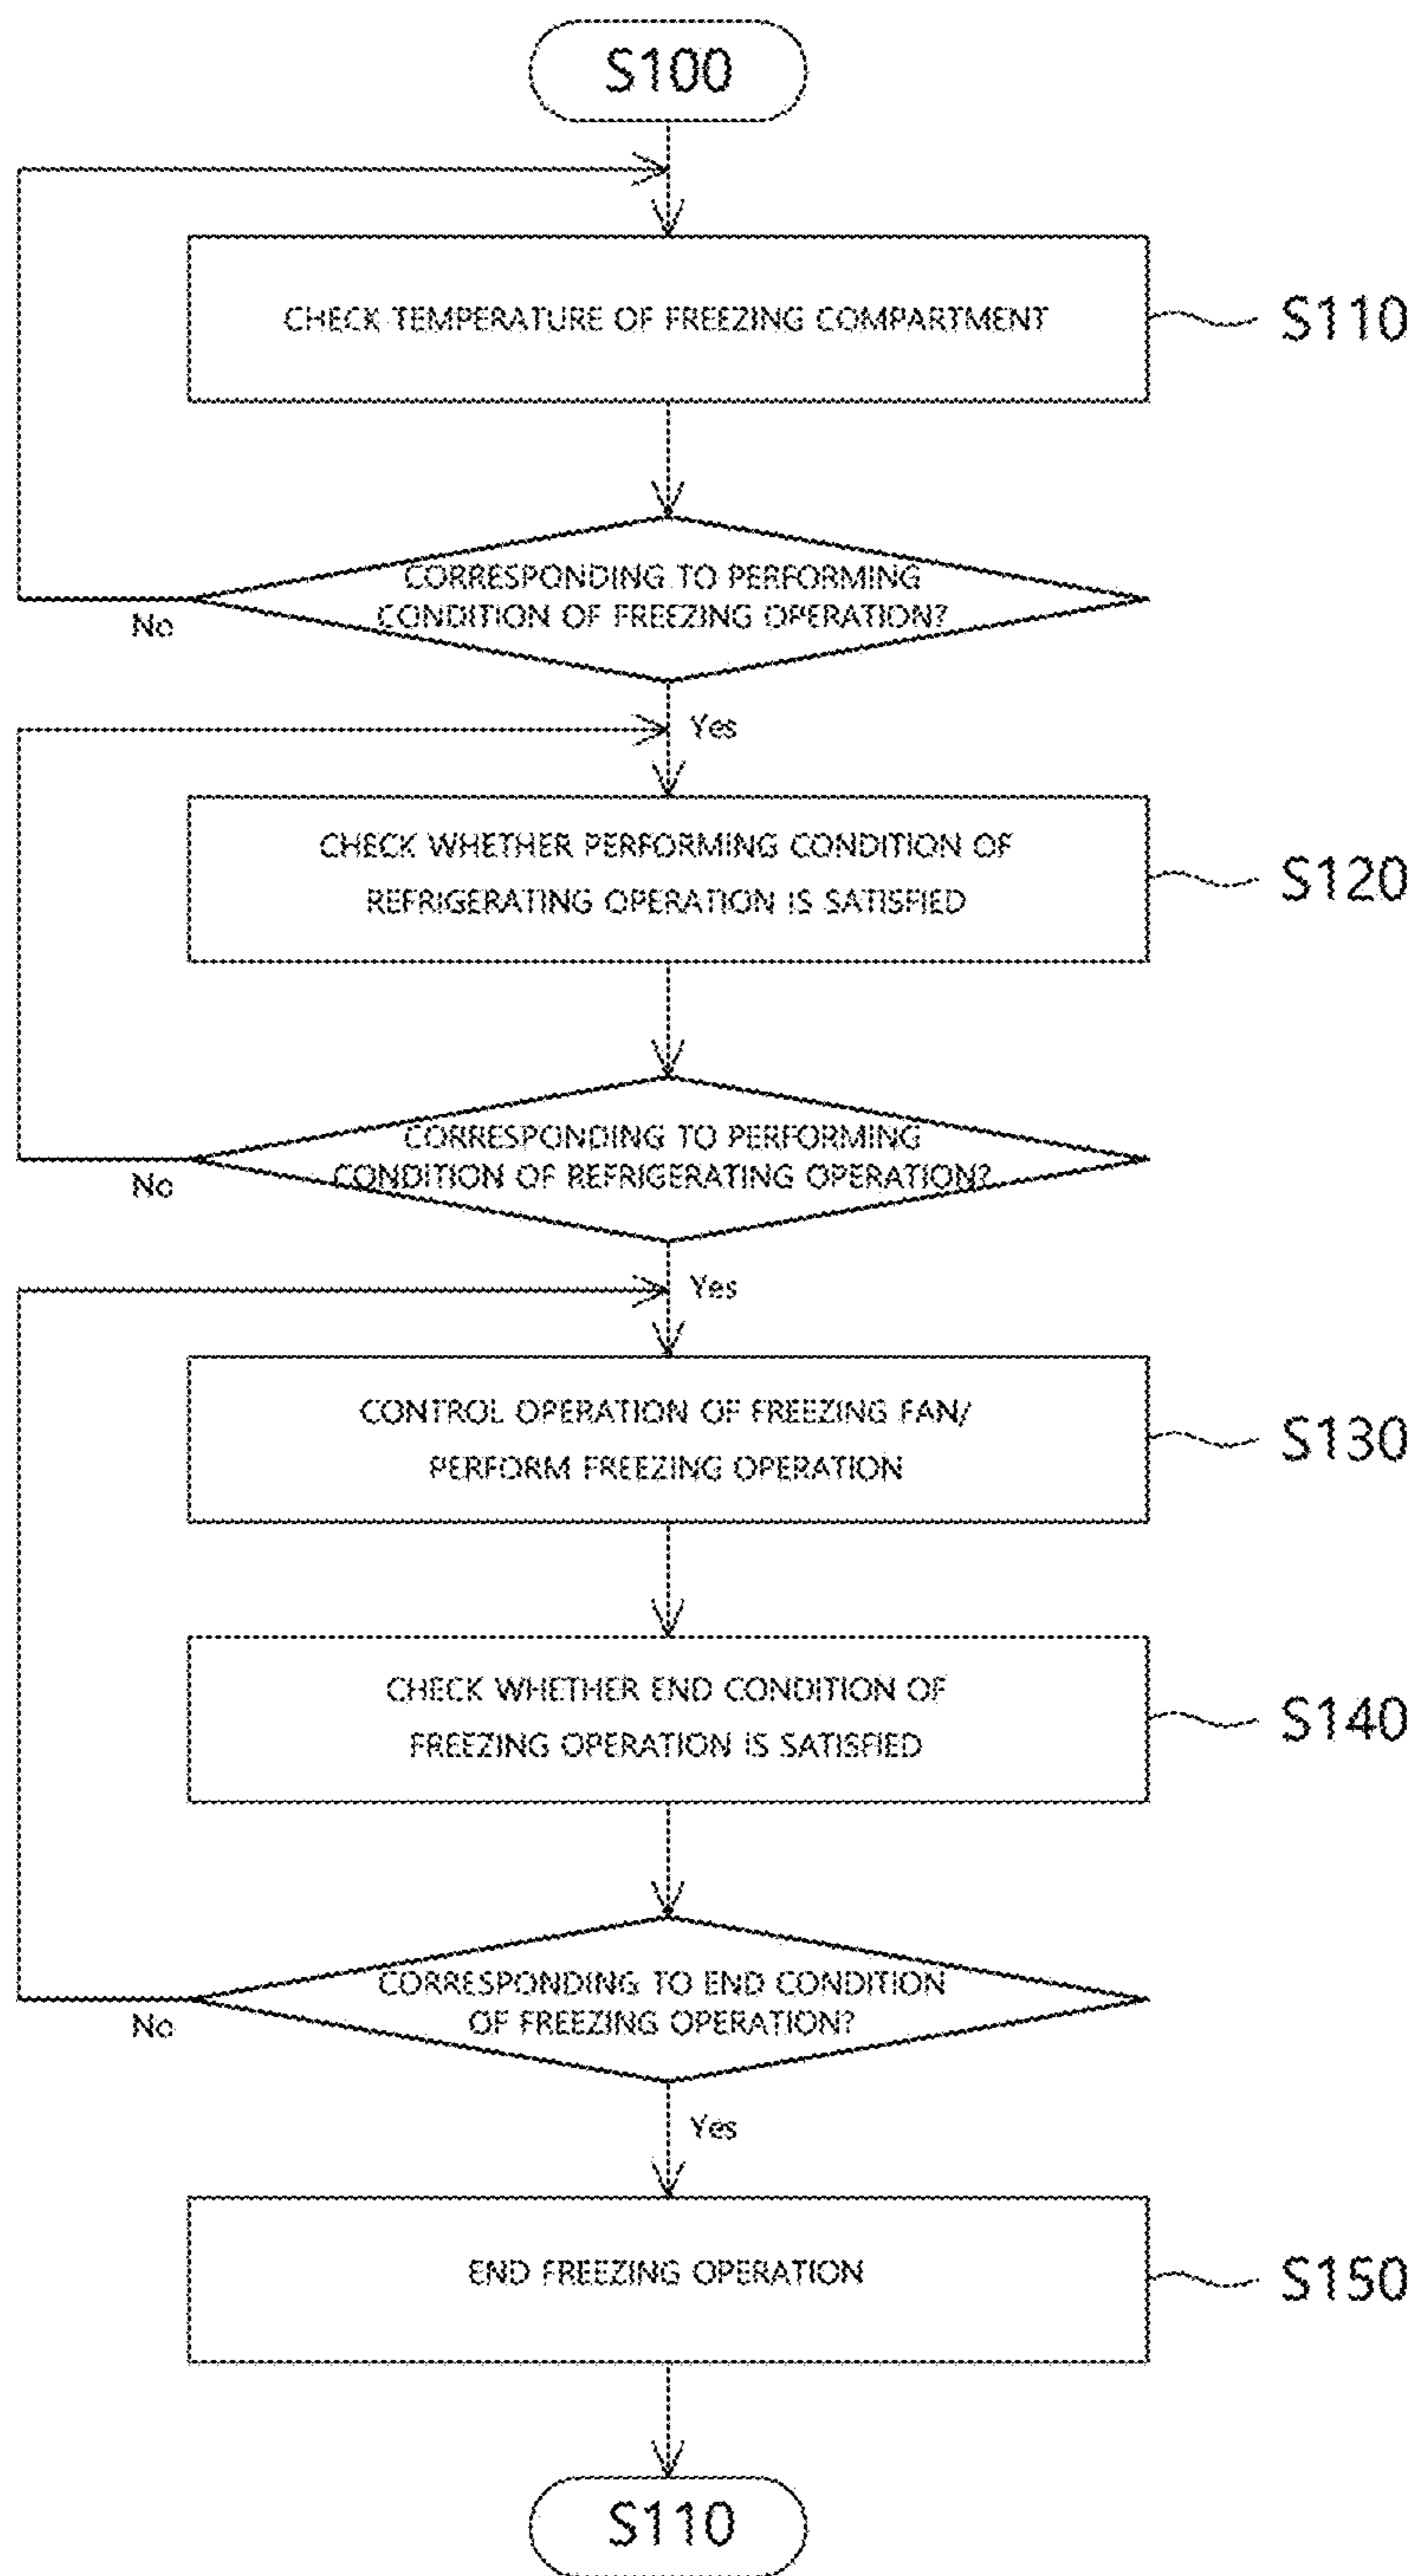 S100
CHECK TEMPERATURE OF FREEZING COMPARTMENT
S110
CORRESPONDING TO PERFORMING
CONDITION OF FREEZING OPERATION?
No
Yes
CHECK WHETHER PERFORMING CONDITION OF
REFRIGERATING OPERATION IS SATISFIED
S120
CORRESPONDING TO PERFORMING
CONDITION OF REFRIGERATING OPERATION?
No
Yes
CONTROL OPERATION OF FREEZING FAN/
PERFORM FREEZING OPERATION
S130
CHECK WHETHER END CONDITION OF
FREEZING OPERATION IS SATISFIED
S140
CORRESPONDING TO END CONDITION
OF FREEZING OPERATION?
No
Yes
END FREEZING OPERATION
S150
S110